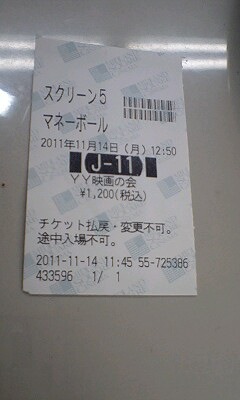 スクリーン5
マネーボール
2011年11月14日(月) 12:50
J-11
YY映画の会
¥1,200(税込)
チケット払戻・変更不可。
途中入場不可。
2011-11-14 11:45 55-725386
433596 1/ 1